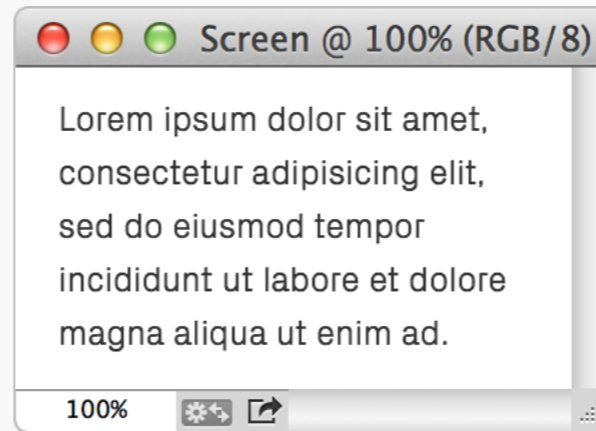 Screen @ 100% (RGB/8)
Lorem ipsum dolor sit amet,
consectetur adipisicing elit,
sed do eiusmod tempor
incididunt ut labore et dolore
magna aliqua ut enim ad.
100%